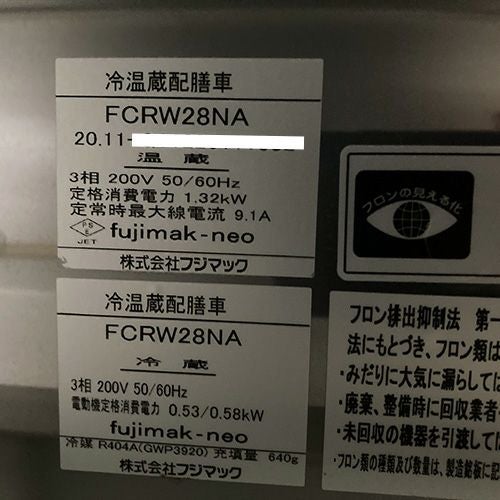 冷温蔵配膳車
FCRW28NA
20.11-
温 蔵
3相 200V 50/60Hz
定格消費電力 1.32kW
定常時最大線電流 9.1A
PS
E
JET
fujimak-neo
株式会社フジマック
冷温蔵配膳車
FCRW28NA
冷 蔵
3相 200V 50/60Hz
電動機定格消費電力 0.53/0.58kW
fujimak-neo
冷媒 R404A(GWP3920) 充填量 640g
株式会社フジマック
フロンの見える化
フロン排出抑制法 第一
法にもとづき、フロン類は
・みだりに大気に漏らしては
・廃棄、整備時に回収業者
・未回収の機器を引渡しては
・フロン類の種類及び数量は、製造銘板に記